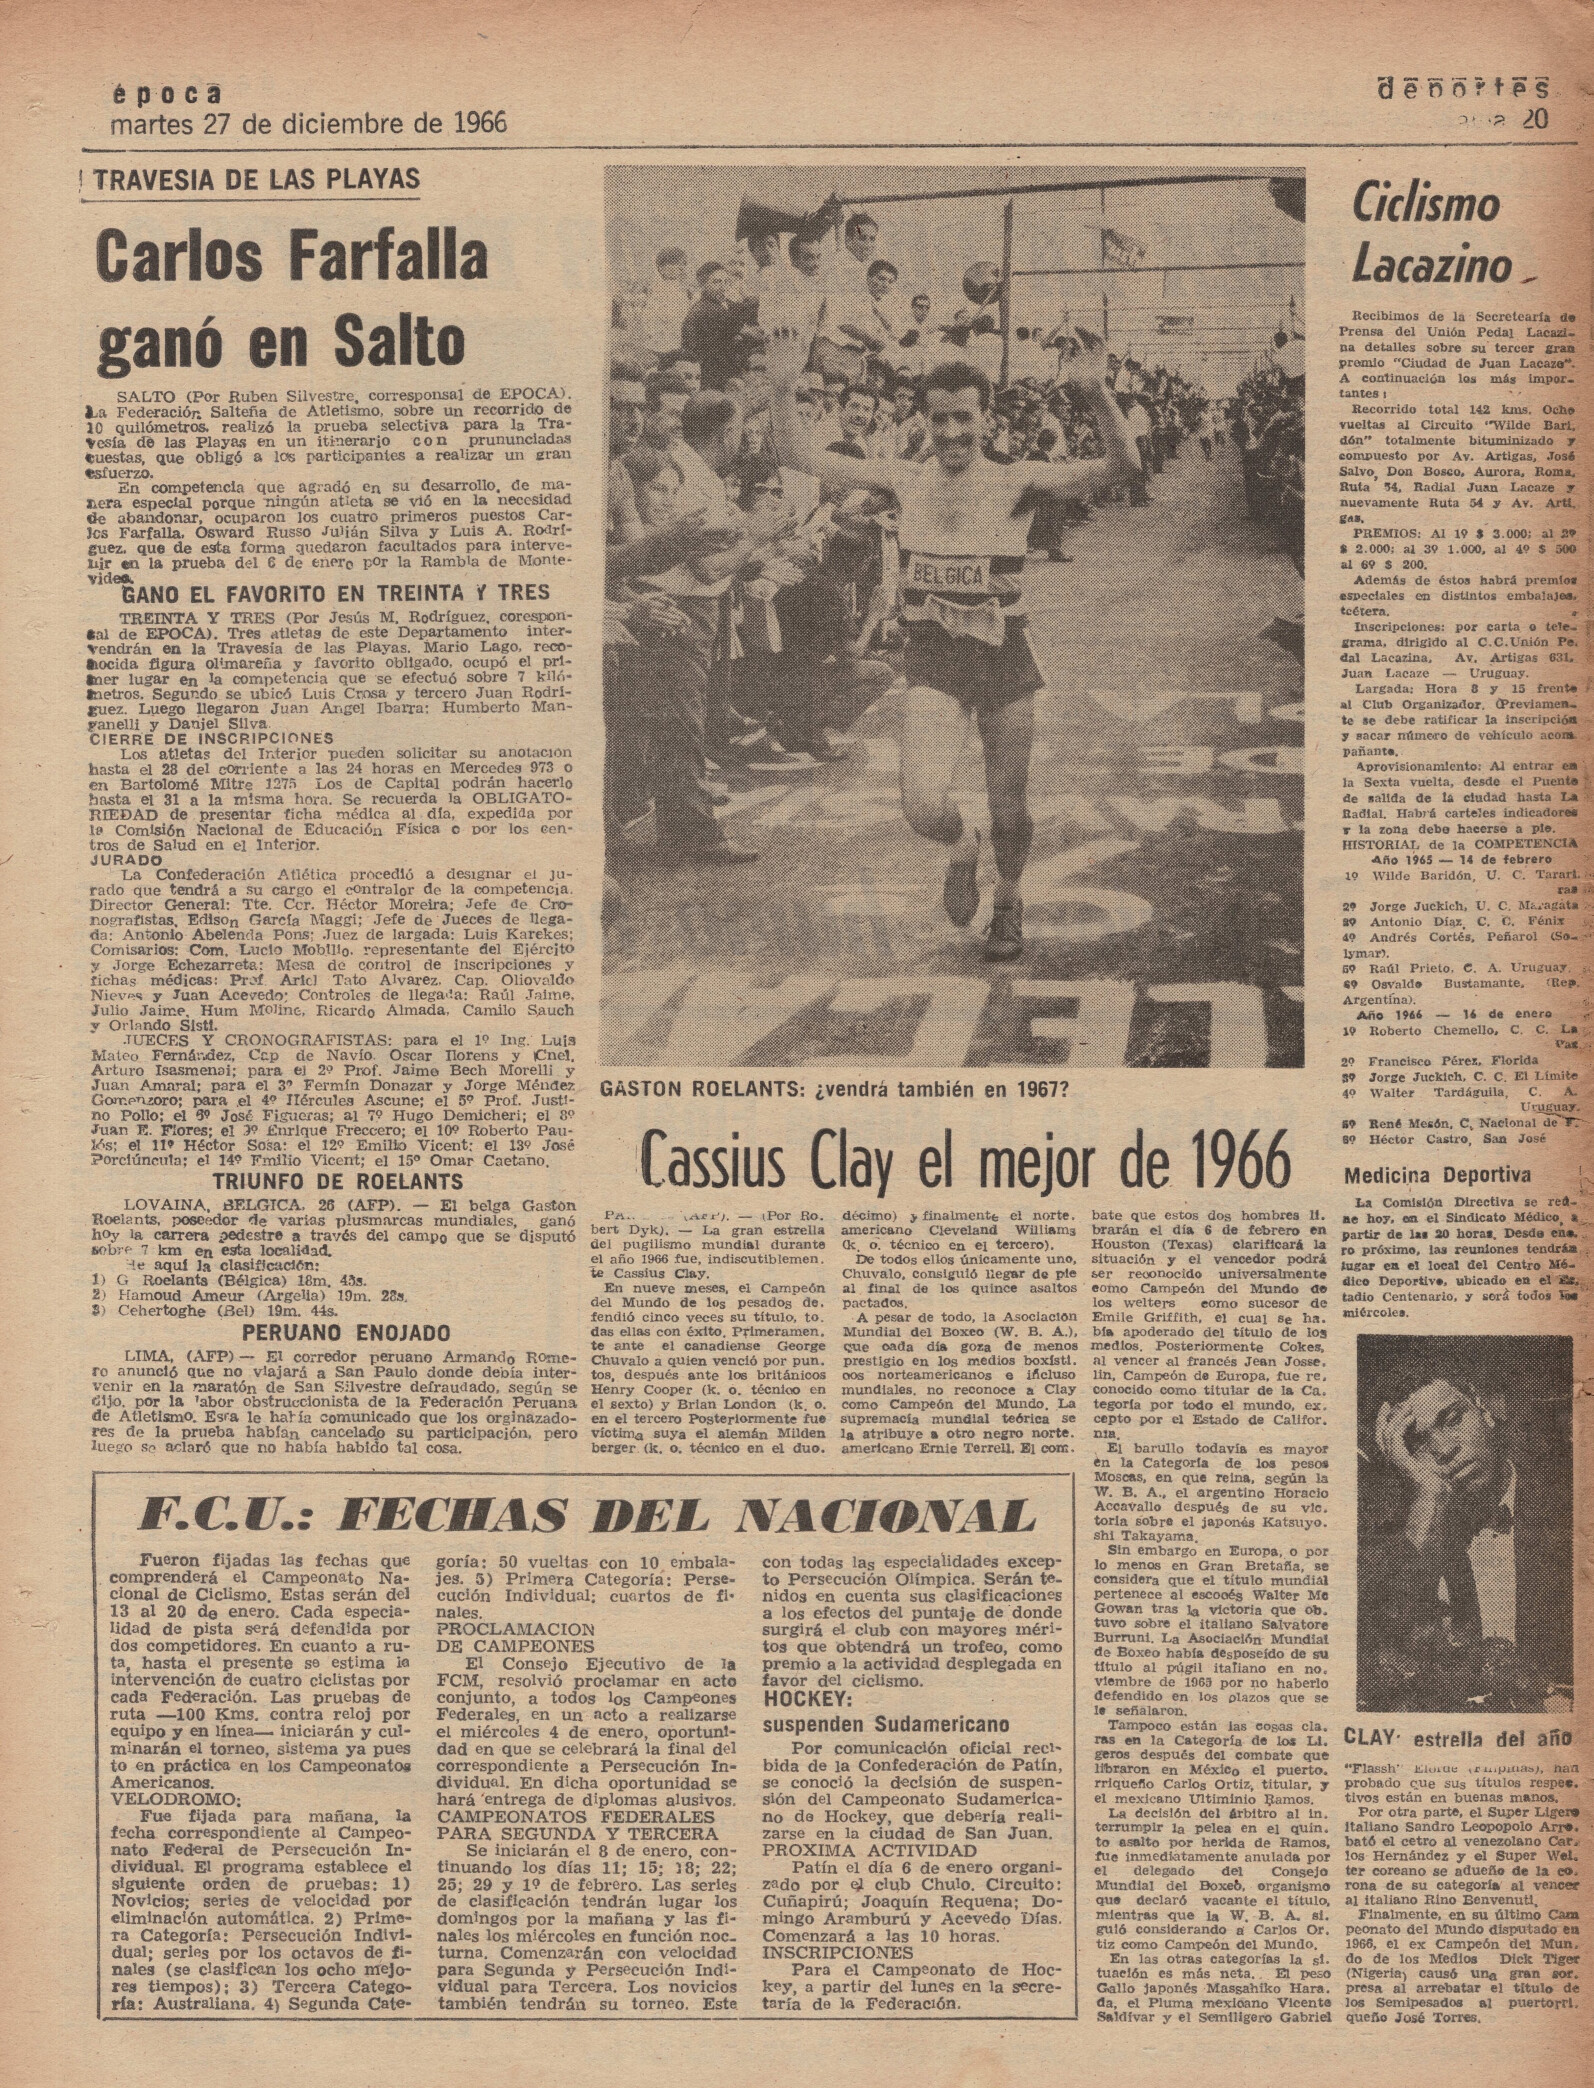 época
martes 27 de diciembre de 1966
deportes
20
TRAVESIA DE LAS PLAYAS
Carlos Farfalla
ganó en Salto
SALTO (Por Ruben Silvestre, corresponsal de EPOCA).
La Federación Salteña de Atletismo, sobre un recorrido de
10 quilómetros, realizó la prueba selectiva para la Tra-
vesía de las Playas en un itinerario con prununciadas
cuestas, que obligó a los participantes a realizar un gran
esfuerzo.
En competencia que agradó en su desarrollo, de ma-
nera especial porque ningún atleta se vió en la necesidad
de abandonar, ocuparon los cuatro primeros puestos Car-
los Farfalla, Osward Russo Julián Silva y Luis A. Rodrí-
guez, que de esta forma quedaron facultados para interve-
nir en la prueba del 6 de enero por la Rambla de Monte-
video.
GANO EL FAVORITO EN TREINTA Y TRES
TREINTA Y TRES (Por Jesús M. Rodríguez, corespon-
sal de EPOCA). Tres atletas de este Departamento inter-
vendrán en la Travesía de las Playas. Mario Lago, reco-
nocida figura olimareña y favorito obligado, ocupó el pri-
mer lugar en la competencia que se efectuó sobre 7 kiló-
metros. Segundo se ubicó Luis Crosa y tercero Juan Rodrí-
guez. Luego llegaron Juan Angel Ibarra; Humberto Man-
ganelli y Daniel Silva.
CIERRE DE INSCRIPCIONES
Los atletas del Interior pueden solicitar su anotación
hasta el 28 del corriente a las 24 horas en Mercedes 973 o
en Bartolomé Mitre 1275 Los de Capital podrán hacerlo
hasta el 31 a la misma hora. Se recuerda la OBLIGATO-
RIEDAD de presentar ficha médica al día, expedida por
la Comisión Nacional de Educación Física o por los cen-
tros de Salud en el Interior.
JURADO
La Confederación Atlética procedió a designar el ju-
rado que tendrá a su cargo el contralor de la competencia.
Director General: Tte. Cor. Héctor Moreira; Jefe de Cro-
nografistas, Edison García Maggi; Jefe de Jueces de llega-
da: Antonio Abelenda Pons; Juez de largada: Luis Karekes;
Comisarios: Com. Lucio Mobilio, representante del Ejército
y Jorge Echezarreta; Mesa de control de inscripciones y
fichas médicas: Prof. Ariel Tato Alvarez, Cap. Oliovaldo
Nieves y Juan Acevedo; Controles de llegada: Raúl Jaime,
Julio Jaime, Hum Moline, Ricardo Almada, Camilo Sauch
y Orlando Sisti.
JUECES Y CRONOGRAFISTAS: para el 1º Ing. Luis
Mateo Fernández, Cap de Navío. Oscar Llorens y Cnel.
Arturo Isasmenai; para el 2º Prof. Jaime Bech Morelli y
Juan Amaral; para el 3º Fermín Donazar y Jorge Méndez
Gomenzoro; para el 4º Hércules Ascune; el 5º Prof. Justi-
no Pollo; el 6º José Figueras; al 7º Hugo Demicheri; el 8º
Juan E. Flores; el 9º Enrique Freccero; el 10º Roberto Pau-
lós; el 11º Héctor Sosa: el 12º Emilio Vicent; el 13º José
Porciúncula; el 14º Emilio Vicent; el 15º Omar Caetano.
TRIUNFO DE ROELANTS
LOVAINA, BELGICA, 26 (AFP). — El belga Gaston
Roelants, poseedor de varias plusmarcas mundiales, ganó
hoy la carrera pedestre a través del campo que se disputó
sobre 7 km en esta localidad.
He aquí la clasificación:
1) G Roelants (Bélgica) 18m. 43s.
2) Hamoud Ameur (Argelia) 19m. 23s.
3) Cehertoghe (Bel) 19m. 44s.
PERUANO ENOJADO
LIMA, (AFP) — El corredor peruano Armando Rome-
ro anunció que no viajará a San Paulo donde debía inter-
venir en la maratón de San Silvestre defraudado, según se
dijo, por la labor obstruccionista de la Federación Peruana
de Atletismo. Esra le había comunicado que los orginazado-
res de la prueba habían cancelado su participación, pero
luego se aclaró que no había habido tal cosa.
BELGICA
GASTON ROELANTS: ¿vendrá también en 1967?
Cassius Clay el mejor de 1966
(Por Ro.
bert Dyk). — La gran estrella
del pugilismo mundial durante
el año 1966 fue, indiscutiblemen.
te Cassius Clay.
En nueve meses, el Campeón
del Mundo de los pesados de.
fendió cinco veces su título, to.
das ellas con éxito. Primeramen.
te ante el canadiense George
Chuvalo a quien venció por pun.
tos, después ante los británicos
Henry Cooper (k. o. técnico en
el sexto) y Brian London (k. o.
en el tercero Posteriormente fue
víctima suya el alemán Milden
berger (k. o. técnico en el duo.
décimo) y finalmente el norte.
americano Cleveland Williams
(k. o. técnico en el tercero).
De todos ellos únicamente uno,
Chuvalo, consiguió llegar de pie
al final de los quince asaltos
pactados.
A pesar de todo, la Asociación
Mundial del Boxeo (W. B. A.),
que cada día goza de menos
prestigio en los medios boxísti.
cos norteamericanos e incluso
mundiales, no reconoce a Clay
como Campeón del Mundo. La
supremacía mundial teórica se
la atribuye a otro negro norte.
americano Ernie Terrell. El com.
bate que estos dos hombres li.
brarán el día 6 de febrero en
Houston (Texas) clarificará la
situación y el vencedor podrá
ser reconocido universalmente
como Campeón del Mundo de
los welters como sucesor de
Emile Griffith, el cual se ha.
bía apoderado del título de los
medios. Posteriormente Cokes,
al vencer al francés Jean Josse.
lin, Campeón de Europa, fue re.
conocido como titular de la Ca.
tegoría por todo el mundo, ex.
cepto por el Estado de Califor.
nia.
El barullo todavía es mayor
en la Categoría de los pesos
Moscas, en que reina, según la
W. B. A., el argentino Horacio
Accavallo después de su vic.
toria sobre el japonés Katsuyo.
shi Takayama.
Sin embargo en Europa, o por
lo menos en Gran Bretaña, se
considera que el título mundial
pertenece al escocés Walter Mc
Gowan tras la victoria que ob.
tuvo sobre el italiano Salvatore
Burruni. La Asociación Mundial
de Boxeo había desposeído de su
título al púgil italiano en no.
viembre de 1965 por no haberlo
defendido en los plazos que se
le señalaron.
Tampoco están las cosas cla.
ras en la Categoría de los Li.
geros después del combate que
libraron en México el puerto.
rriqueño Carlos Ortiz, titular, y
el mexicano Ultiminio Ramos.
La decisión del árbitro al in.
terrumpir la pelea en el quin.
to asalto por herida de Ramos,
fue inmediatamente anulada por
el delegado del Consejo
Mundial del Boxeo, organismo
que declaró vacante el título,
mientras que la W. B. A. si.
guió considerando a Carlos Or.
tiz como Campeón del Mundo.
En las otras categorías la si.
tuación es más neta.. El peso
Gallo japonés Massahiko Hara.
da, el Pluma mexicano Vicente
Saldivar y el Semiligero Gabriel
"Flassh" Elorde (Filipinas), han
probado que sus títulos respec.
tivos están en buenas manos.
Por otra parte, el Super Ligero
italiano Sandro Leopopolo Arre.
bató el cetro al venezolano Car.
los Hernández y el Super Wel.
ter coreano se adueño de la co.
rona de su categoría al vencer
al italiano Rino Benvenuti.
Finalmente, en su último Cam
peonato del Mundo disputado en
1966, el ex Campeón del Mun.
do de los Medios Dick Tiger
(Nigeria) causó una gran sor.
presa al arrebatar el título de
los Semipesados al puertorri.
queño José Torres.
CLAY: estrella del año
Ciclismo
Lacazino
Recibimos de la Secretearía de
Prensa del Unión Pedal Lacazi-
na detalles sobre su tercer gran
premio "Ciudad de Juan Lacaze".
A continuación los más impor-
tantes:
Recorrido total 142 kms. Ocho
vueltas al Circuito "Wilde Bari.
dón" totalmente bituminizado y
compuesto por Av. Artigas, José
Salvo, Don Bosco, Aurora, Roma,
Ruta 54, Radial Juan Lacaze y
nuevamente Ruta 54 y Av. Arti.
gas.
PREMIOS: Al 1º $ 3.000; al 2º
$ 2.000; al 3º 1.000, al 4º $ 500
al 6º $ 200.
Además de éstos habrá premios
especiales en distintos embalajes,
tcétera.
Inscripciones: por carta o tele-
grama, dirigido al C.C.Unión Pe.
dal Lacazina, Av. Artigas 631.
Juan Lacaze — Uruguay.
Largada: Hora 8 y 15 frente
al Club Organizador. (Previamen-
te se debe ratificar la inscripción
y sacar número de vehículo acom
pañante.
Aprovisionamiento: Al entrar en
la Sexta vuelta, desde el Puente
de salida de la ciudad hasta La
Radial. Habrá carteles indicadores
y la zona debe hacerse a pie.
HISTORIAL de la COMPETENCIA
Año 1965 — 14 de febrero
1º Wilde Baridón, U. C. Tarari.
ras
2º Jorge Juckich, U. C. Maragata
3º Antonio Díaz, C. C. Fénix
4º Andrés Cortés, Peñarol (So-
lymar).
5º Raúl Prieto, C. A. Uruguay.
6º Osvaldo Bustamante, (Rep.
Argentina).
Año 1966 — 16 de enero
1º Roberto Chemello, C. C. La
Paz
2º Francisco Pérez, Florida
3º Jorge Juckich, C. C. El Límite
4º Walter Tardáguila, C. A.
Uruguay.
5º René Mesón, C. Nacional de F.
6º Héctor Castro, San José
Medicina Deportiva
La Comisión Directiva se reú-
ne hoy, en el Sindicato Médico, a
partir de las 20 horas. Desde ene.
ro próximo, las reuniones tendrán
lugar en el local del Centro Mé-
dico Deportivo, ubicado en el Es.
tadio Centenario, y será todos los
miércoles.
F.C.U.: FECHAS DEL NACIONAL
Fueron fijadas las fechas que
comprenderá el Campeonato Na-
cional de Ciclismo. Estas serán del
13 al 20 de enero. Cada especia-
lidad de pista será defendida por
dos competidores. En cuanto a ru-
ta, hasta el presente se estima la
intervención de cuatro ciclistas por
cada Federación. Las pruebas de
ruta —100 Kms. contra reloj por
equipo y en línea— iniciarán y cul-
minarán el torneo, sistema ya pues
to en práctica en los Campeonatos
Americanos.
VELODROMO:
Fue fijada para mañana, la
fecha correspondiente al Campeo-
nato Federal de Persecución In-
dividual. El programa establece el
siguiente orden de pruebas: 1)
Novicios; series de velocidad por
eliminación automática. 2) Prime-
ra Categoría: Persecución Indivi-
dual; series por los octavos de fi-
nales (se clasifican los ocho mejo-
res tiempos); 3) Tercera Catego-
ría: Australiana. 4) Segunda Cate-
goría: 50 vueltas con 10 embala-
jes. 5) Primera Categoría: Perse-
cución Individual; cuartos de fi-
nales.
PROCLAMACION
DE CAMPEONES
El Consejo Ejecutivo de la
FCM, resolvió proclamar en acto
conjunto, a todos los Campeones
Federales, en un acto a realizarse
el miércoles 4 de enero, oportuni-
dad en que se celebrará la final del
correspondiente a Persecución In-
dividual. En dicha oportunidad se
hará entrega de diplomas alusivos.
CAMPEONATOS FEDERALES
PARA SEGUNDA Y TERCERA
Se iniciarán el 8 de enero, con-
tinuando los días 11; 15; 18; 22;
25; 29 y 1º de febrero. Las series
de clasificación tendrán lugar los
domingos por la mañana y las fi-
nales los miércoles en función noc-
turna. Comenzarán con velocidad
para Segunda y Persecución Indi-
vidual para Tercera. Los novicios
también tendrán su torneo. Este
con todas las especialidades excep-
to Persecución Olímpica. Serán te-
nidos en cuenta sus clasificaciones
a los efectos del puntaje de donde
surgirá el club con mayores méri-
tos que obtendrá un trofeo, como
premio a la actividad desplegada en
favor del ciclismo.
HOCKEY:
suspenden Sudamericano
Por comunicación oficial reci-
bida de la Confederación de Patín,
se conoció la decisión de suspen-
sión del Campeonato Sudamerica-
no de Hockey, que debería reali-
zarse en la ciudad de San Juan.
PROXIMA ACTIVIDAD
Patín el día 6 de enero organi-
zado por el club Chulo. Circuito:
Cuñapirú; Joaquín Requena; Do-
mingo Aramburú y Acevedo Días.
Comenzará a las 10 horas.
INSCRIPCIONES
Para el Campeonato de Hoc-
key, a partir del lunes en la secre-
taría de la Federación.